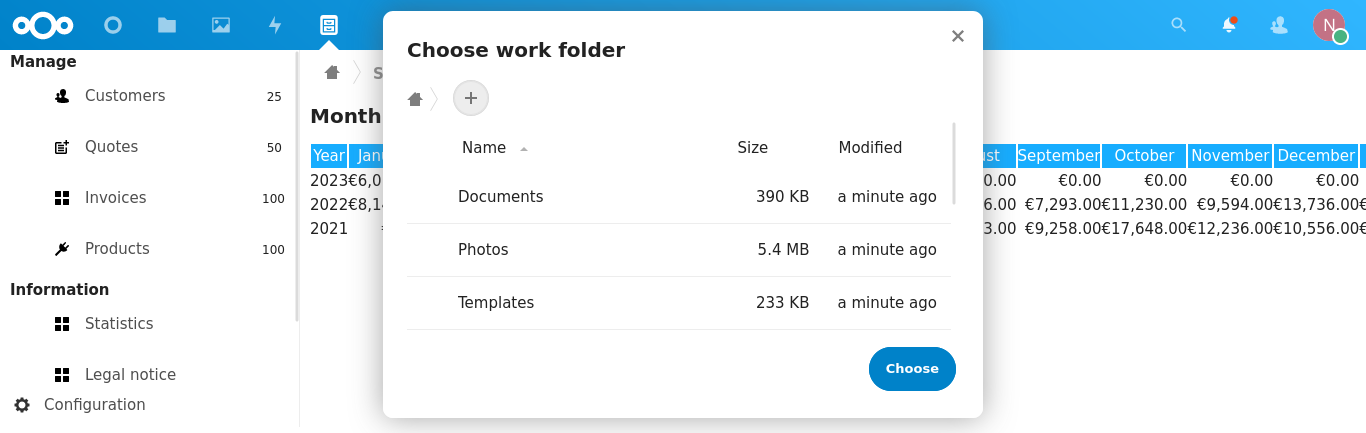 N
Manage
Customers 25
Quotes 50
Invoices 100
Products 100
Information
Statistics
Legal notice
Configuration
Choose work folder
Name Size Modified
Documents 390 KB a minute ago
Photos 5.4 MB a minute ago
Templates 233 KB a minute ago
Choose
S
Month
Year Janu ust September October November December
2023 €6,0 0.00 €0.00 €0.00 €0.00 €0.00
2022 €8,14 6.00 €7,293.00 €11,230.00 €9,594.00 €13,736.00 €
2021 3.00 €9,258.00 €17,648.00 €12,236.00 €10,556.00 €